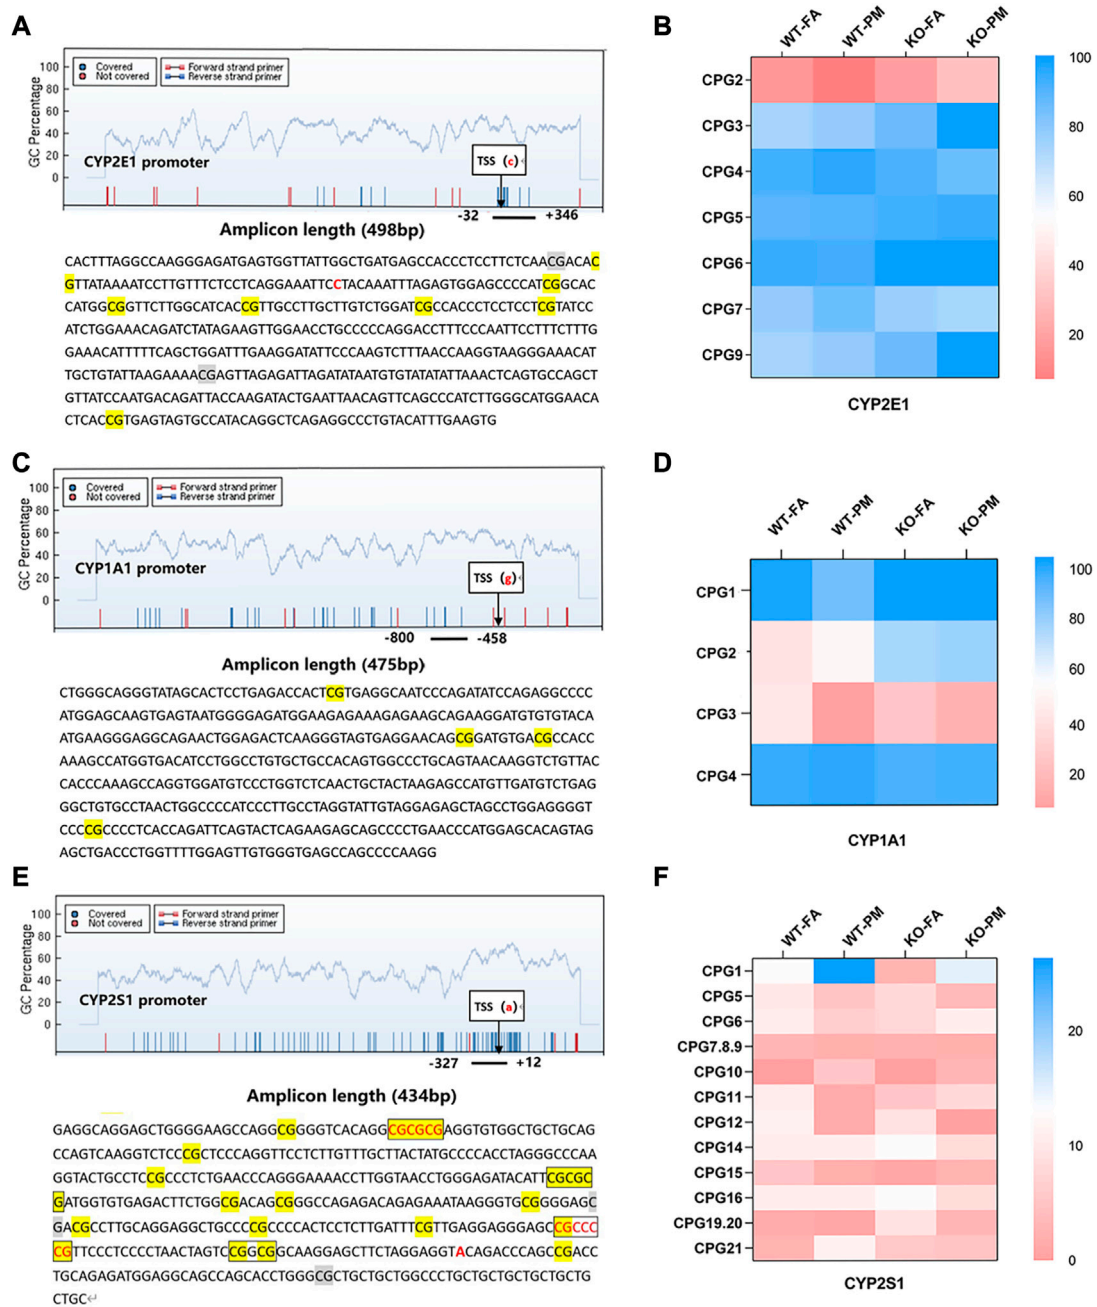 A
Covered
Not covered
Forward strand primer
Reverse strand primer
GC Percentage
100
80
60
40
20
0
CYP2E1 promoter
TSS (c)
-32
+346
Amplicon length (498bp)
CACTTTAGGCCAAGGGAGATGAGTGGTTATTGGCTGATGAGCCACCCTCCTTCTCAACGACAC
GTTATAAAATCCTTGTTTCTCCTCAGGAAATTCCTACAAATTTAGAGTGGAGCCCCATCGGCAC
CATGGCGGTTCTTGGCATCACCGTTGCCTTGCTTGTCTGGATCGCCACCCTCCTCCTCGTATCC
ATCTGGAAACAGATCTATAGAAGTTGGAACCTGCCCCCAGGACCTTTCCCAATTCCTTTCTTTG
GAAACATTTTTCAGCTGGATTTGAAGGATATTCCCAAGTCTTTAACCAAGGTAAGGGAAACAT
TGCTGTATTAAGAAAACGAGTTAGAGATTAGATATAATGTGTATATATTAAACTCAGTGCCAGCT
GTTATCCAATGACAGATTACCAAGATACTGAATTAACAGTTCAGCCCATCTTGGGCATGGAACA
CTCACCGTGAGTAGTGCCATACAGGCTCAGAGGCCCTGTACATTTGAAGTG
B
WT-FA
WT-PM
KO-FA
KO-PM
CPG2
CPG3
CPG4
CPG5
CPG6
CPG7
CPG9
100
80
60
40
20
CYP2E1
C
Covered
Not covered
Forward strand primer
Reverse strand primer
GC Percentage
100
80
60
40
20
0
CYP1A1 promoter
TSS (g)
-800
-458
Amplicon length (475bp)
CTGGGCAGGGTATAGCACTCCTGAGACCACTCGTGAGGCAATCCCAGATATCCAGAGGCCCC
ATGGAGCAAGTGAGTAATGGGGAGATGGAAGAGAAAGAGAAGCAGAAGGATGTGTGTACA
ATGAAGGGAGGCAGAACTGGAGACTCAAGGGTAGTGAGGAACAGCGGATGTGACGCCACC
AAAGCCATGGTGACATCCTGGCCTGTGCTGCCACAGTGGCCCTGCAGTAACAAGGTCTGTTAC
CACCCAAAGCCAGGTGGATGTCCCTGGTCTCAACTGCTACTAAGAGCCATGTTGATGTCTGAG
GGCTGTGCCTAACTGGCCCCATCCCTTGCCTAGGTATTGTAGGAGAGCTAGCCTGGAGGGGT
CCCCGCCCCTCACCAGATTCAGTACTCAGAAGAGCAGCCCCTGAACCCATGGAGCACAGTAG
AGCTGACCCTGGTTTTGGAGTTGTGGGTGAGCCAGCCCCAAGG
D
WT-FA
WT-PM
KO-FA
KO-PM
CPG1
CPG2
CPG3
CPG4
100
80
60
40
20
CYP1A1
E
Covered
Not covered
Forward strand primer
Reverse strand primer
GC Percentage
100
80
60
40
20
0
CYP2S1 promoter
TSS (a)
-327
+12
Amplicon length (434bp)
GAGGCAGGAGCTGGGGAAGCCAGGCGGGGTCACAGGCGCGCGAGGTGTGGCTGCTGCAG
CCAGTCAAGGTCTCCCGCTCCCAGGTTCCTCTTGTTTGCTTACTATGCCCCACCTAGGGCCCAA
GGTACTGCCTCCGCCCTCTGAACCCAGGGAAAACCTTGGTAACCTGGGAGATACATTCGCGC
GATGGTGTGAGACTTCTGGCGACAGCGGGCCAGAGACAGAGAAATAAGGGTGCGGGGAGC
GACGCCTTGCAGGAGGCTGCCCCGCCCCACTCCTCTTGATTTCGTTGAGGAGGGAGCCGCCC
CGTTCCCTCCCCTAACTAGTCCGGCGGCAAGGAGCTTCTAGGAGGTACAGACCCAGCCGACC
TGCAGAGATGGAGGCAGCCAGCACCTGGGCGCTGCTGCTGGCCCTGCTGCTGCTGCTGCTG
CTGC
F
WT-FA
WT-PM
KO-FA
KO-PM
CPG1
CPG5
CPG6
CPG7.8.9
CPG10
CPG11
CPG12
CPG14
CPG15
CPG16
CPG19.20
CPG21
20
10
0
CYP2S1